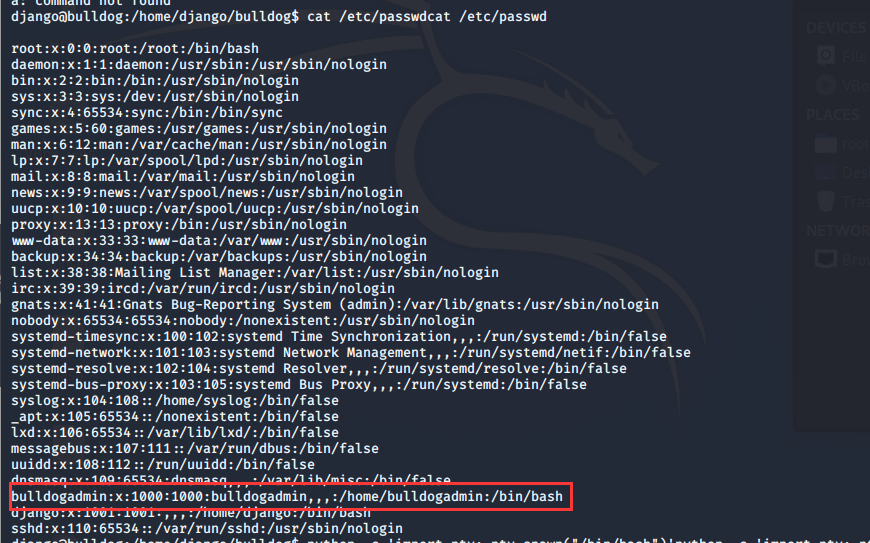 a: command not found
django@bulldog:/home/django/bulldog$ cat /etc/passwdcat /etc/passwd
root:x:0:0:root:/root:/bin/bash
daemon:x:1:1:daemon:/usr/sbin:/usr/sbin/nologin
bin:x:2:2:bin:/bin:/usr/sbin/nologin
sys:x:3:3:sys:/dev:/usr/sbin/nologin
sync:x:4:65534:sync:/bin:/bin/sync
games:x:5:60:games:/usr/games:/usr/sbin/nologin
man:x:6:12:man:/var/cache/man:/usr/sbin/nologin
lp:x:7:7:lp:/var/spool/lpd:/usr/sbin/nologin
mail:x:8:8:mail:/var/mail:/usr/sbin/nologin
news:x:9:9:news:/var/spool/news:/usr/sbin/nologin
uucp:x:10:10:uucp:/var/spool/uucp:/usr/sbin/nologin
proxy:x:13:13:proxy:/bin:/usr/sbin/nologin
www-data:x:33:33:www-data:/var/www:/usr/sbin/nologin
backup:x:34:34:backup:/var/backups:/usr/sbin/nologin
list:x:38:38:Mailing List Manager:/var/list:/usr/sbin/nologin
irc:x:39:39:ircd:/var/run/ircd:/usr/sbin/nologin
gnats:x:41:41:Gnats Bug-Reporting System (admin):/var/lib/gnats:/usr/sbin/nologin
nobody:x:65534:65534:nobody:/nonexistent:/usr/sbin/nologin
systemd-timesync:x:100:102:systemd Time Synchronization,,,:/run/systemd:/bin/false
systemd-network:x:101:103:systemd Network Management,,,:/run/systemd/netif:/bin/false
systemd-resolve:x:102:104:systemd Resolver,,,:/run/systemd/resolve:/bin/false
systemd-bus-proxy:x:103:105:systemd Bus Proxy,,,:/run/systemd:/bin/false
syslog:x:104:108::/home/syslog:/bin/false
_apt:x:105:65534::/nonexistent:/bin/false
lxd:x:106:65534::/var/lib/lxd/:/bin/false
messagebus:x:107:111::/var/run/dbus:/bin/false
uuidd:x:108:112::/run/uuidd:/bin/false
dnsmasq:x:109:65534:dnsmasq,,,:/var/lib/misc:/bin/false
bulldogadmin:x:1000:1000:bulldogadmin,,,:/home/bulldogadmin:/bin/bash
django:x:1001:1001:,,,:/home/django:/bin/bash
sshd:x:110:65534::/var/run/sshd:/usr/sbin/nologin
django@bulldog:/home/django/bulldog$ python -c 'import pty; pty.spawn("/bin/bash")'python -c 'import pty;
DEVICES
File
VBo
PLACES
root
Des
Tras
NETWOR
Brow